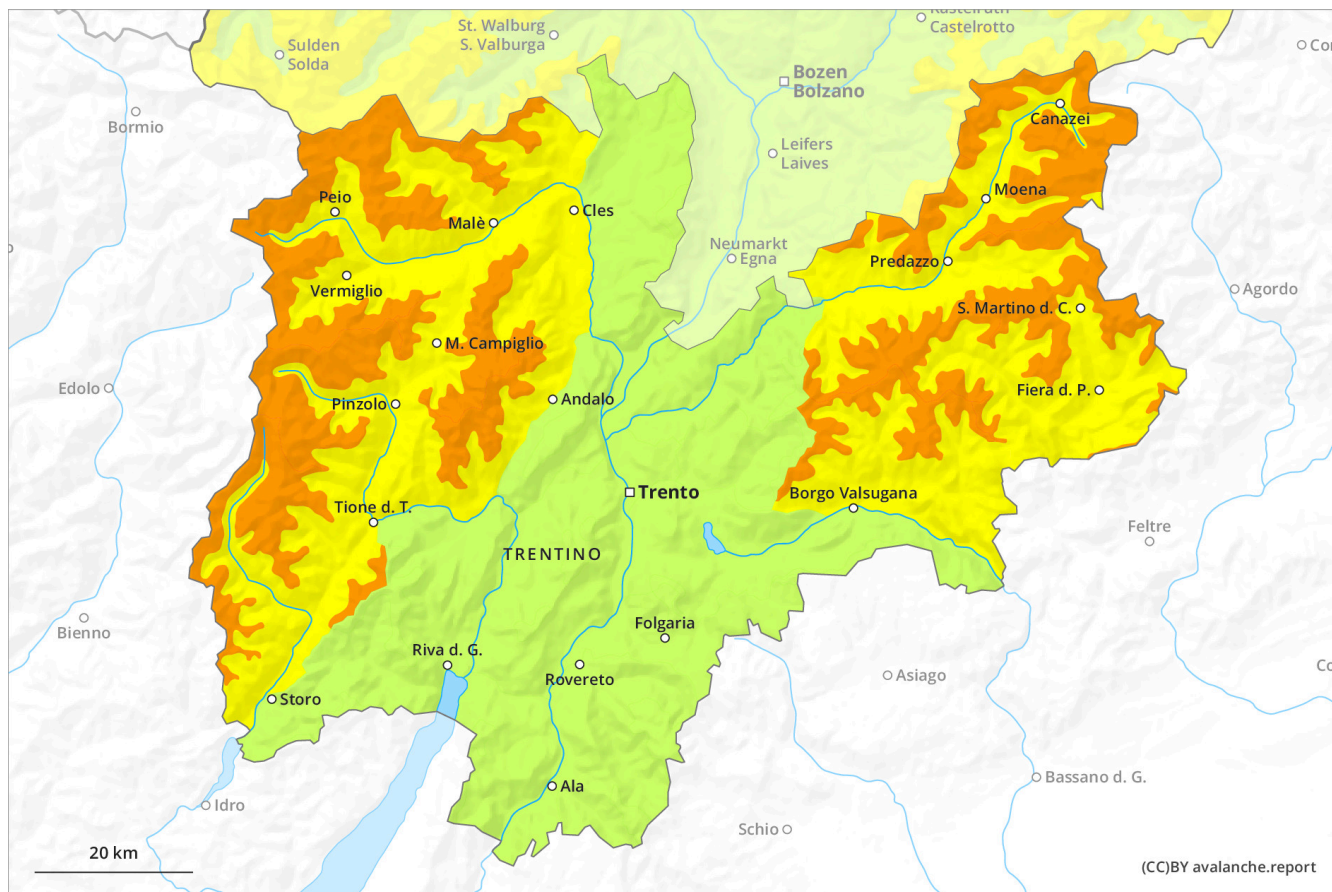 Kastelruth
Castelrotto
St. Walburg
S. Valburga
Sulden
Solda
Bozen
Bolzano
Bormio
Canazei
Leifers
Laives
Peio
Moena
Malè
Cles
Neumarkt
Egna
Predazzo
Vermiglio
Agordo
S. Martino d. C.
M. Campiglio
Edolo
Fiera d. P.
Pinzolo
Andalo
Trento
Borgo Valsugana
Tione d. T.
Feltre
TRENTINO
Bienno
Folgaria
Riva d. G.
Rovereto
Asiago
Storo
Bassano d. G.
Ala
Idro
Schio
20 km
(CC)BY avalanche.report